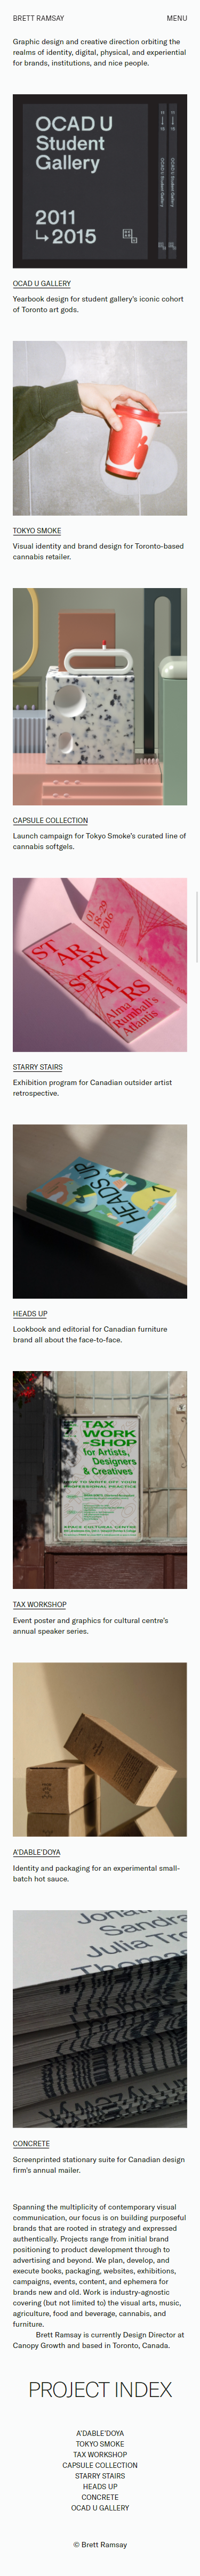 BRETT RAMSAY MENU
Graphic design and creative direction orbiting the
realms of identity, digital, physical, and experiential
for brands, institutions, and nice people.
OCAD U
Student
Gallery
2011
↳ 2015
OCAD U GALLERY
Yearbook design for student gallery's iconic cohort
of Toronto art gods.
TOKYO SMOKE
Visual identity and brand design for Toronto-based
cannabis retailer.
CAPSULE COLLECTION
Launch campaign for Tokyo Smoke's curated line of
cannabis softgels.
STARRY
STAIRS
Alma
Rumball's
Atlantis
STARRY STAIRS
Exhibition program for Canadian outsider artist
retrospective.
HEADS UP
HEADS UP
Lookbook and editorial for Canadian furniture
brand all about the face-to-face.
TAX
WORK
-SHOP
for Artists,
Designers
& Creatives
TAX WORKSHOP
Event poster and graphics for cultural centre's
annual speaker series.
A'DABLE'DOYA
Identity and packaging for an experimental small-
batch hot sauce.
Sandra
CONCRETE
Screenprinted stationary suite for Canadian design
firm's annual mailer.
Spanning the multiplicity of contemporary visual
communication, our focus is on building purposeful
brands that are rooted in strategy and expressed
authentically. Projects range from initial brand
positioning to product development through to
advertising and beyond. We plan, develop, and
execute books, packaging, websites, exhibitions,
campaigns, events, content, and ephemera for
brands new and old. Work is industry-agnostic
covering (but not limited to) the visual arts, music,
agriculture, food and beverage, cannabis, and
furniture.
Brett Ramsay is currently Design Director at
Canopy Growth and based in Toronto, Canada.
PROJECT INDEX
A'DABLE'DOYA
TOKYO SMOKE
TAX WORKSHOP
CAPSULE COLLECTION
STARRY STAIRS
HEADS UP
CONCRETE
OCAD U GALLERY
© Brett Ramsay